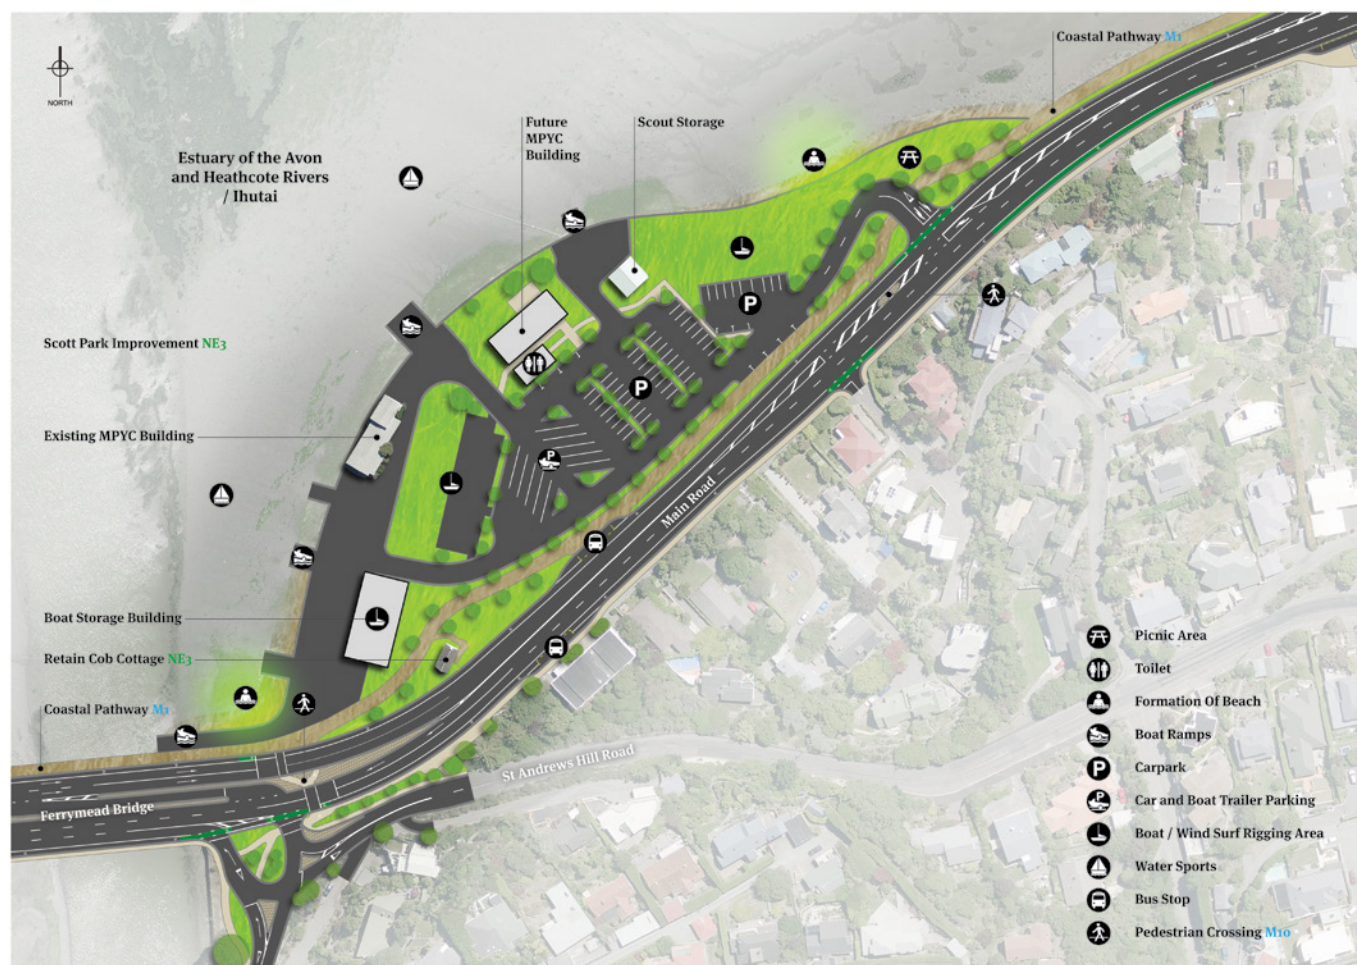 Coastal Pathway M1
NORTH
Future
MPYC
Building
Scout Storage
Estuary of the Avon
and Heathcote Rivers
/ Ihutai
Scott Park Improvement NE3
P
Existing MPYC Building
P
P
Main Road
Boat Storage Building
Retain Cob Cottage NE3
Coastal Pathway M1
St Andrews Hill Road
Ferrymead Bridge
Picnic Area
Toilet
Formation Of Beach
Boat Ramps
P Carpark
P Car and Boat Trailer Parking
Boat / Wind Surf Rigging Area
Water Sports
Bus Stop
Pedestrian Crossing M10